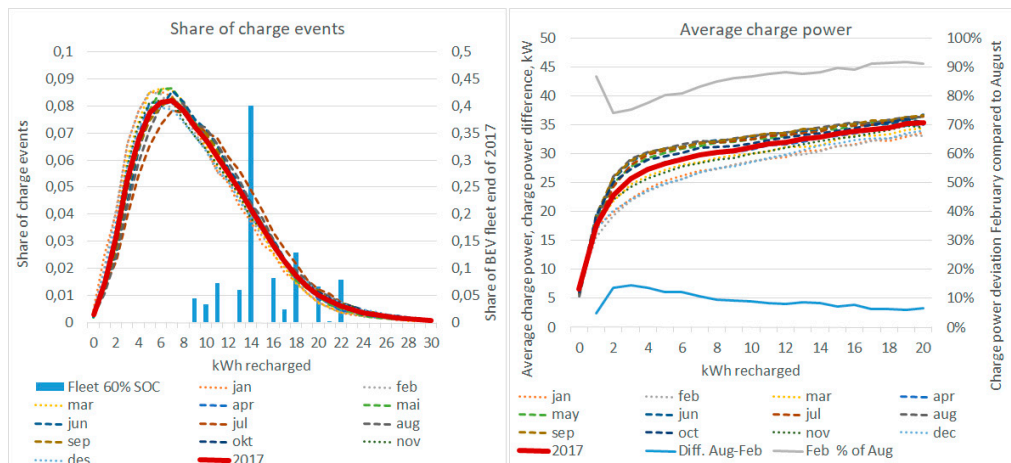 Share of charge events
Share of charge events
0,1
0,09
0,08
0,07
0,06
0,05
0,04
0,03
0,02
0,01
0
0,5
0,45
0,4
0,35
0,3
0,25
0,2
0,15
0,1
0,05
0
Share of BEV fleet end of 2017
0 2 4 6 8 10 12 14 16 18 20 22 24 26 28 30
kWh recharged
Fleet 60% SOC jan feb
mar apr mai
jun jul aug
sep okt nov
des 2017
Average charge power
Average charge power, charge power difference, kW
50
45
40
35
30
25
20
15
10
5
0
100%
90%
80%
70%
60%
50%
40%
30%
20%
10%
0%
Charge power deviation February compared to August
0 2 4 6 8 10 12 14 16 18 20
kWh recharged
jan feb mar apr
may jun jul aug
sep oct nov dec
2017 Diff. Aug-Feb Feb % of Aug